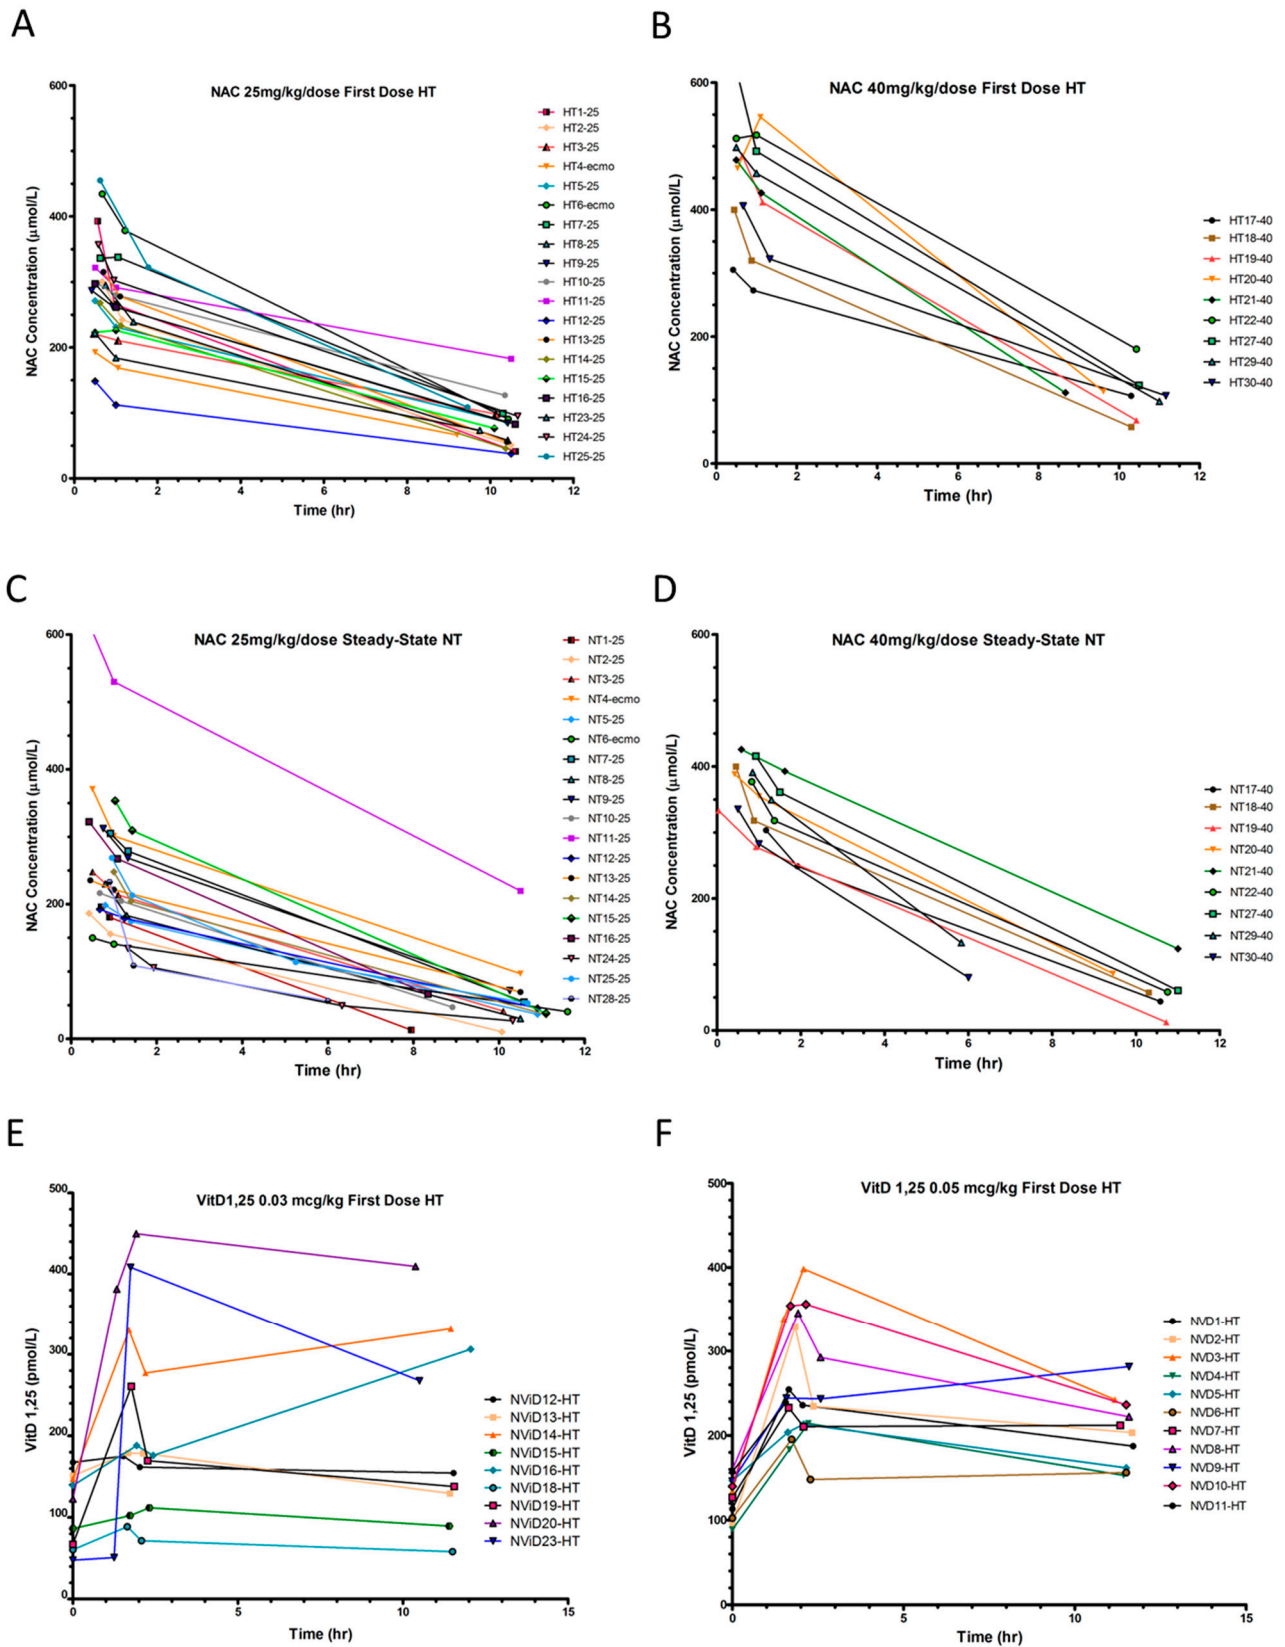 A
NAC 25mg/kg/dose First Dose HT
NAC Concentration (μmol/L)
600
400
200
0
0 2 4 6 8 10 12
Time (hr)
HT1-25
HT2-25
HT3-25
HT4-ecmo
HT5-25
HT6-ecmo
HT7-25
HT8-25
HT9-25
HT10-25
HT11-25
HT12-25
HT13-25
HT14-25
HT15-25
HT16-25
HT23-25
HT24-25
HT25-25
B
NAC 40mg/kg/dose First Dose HT
NAC Concentration (μmol/L)
600
400
200
0
0 2 4 6 8 10 12
Time (hr)
HT17-40
HT18-40
HT19-40
HT20-40
HT21-40
HT22-40
HT27-40
HT29-40
HT30-40
C
NAC 25mg/kg/dose Steady-State NT
NAC Concentration (μmol/L)
600
400
200
0
0 2 4 6 8 10 12
Time (hr)
NT1-25
NT2-25
NT3-25
NT4-ecmo
NT5-25
NT6-ecmo
NT7-25
NT8-25
NT9-25
NT10-25
NT11-25
NT12-25
NT13-25
NT14-25
NT15-25
NT16-25
NT24-25
NT25-25
NT28-25
D
NAC 40mg/kg/dose Steady-State NT
NAC Concentration (μmol/L)
600
400
200
0
0 2 4 6 8 10 12
Time (hr)
NT17-40
NT18-40
NT19-40
NT20-40
NT21-40
NT22-40
NT27-40
NT29-40
NT30-40
E
VitD1,25 0.03 mcg/kg First Dose HT
VitD 1,25 (pmol/L)
500
400
300
200
100
0
0 5 10 15
Time (hr)
NViD12-HT
NViD13-HT
NViD14-HT
NViD15-HT
NViD16-HT
NViD18-HT
NViD19-HT
NViD20-HT
NViD23-HT
F
VitD 1,25 0.05 mcg/kg First Dose HT
VitD 1,25 (pmol/L)
500
400
300
200
100
0
0 5 10 15
Time (hr)
NVD1-HT
NVD2-HT
NVD3-HT
NVD4-HT
NVD5-HT
NVD6-HT
NVD7-HT
NVD8-HT
NVD9-HT
NVD10-HT
NVD11-HT